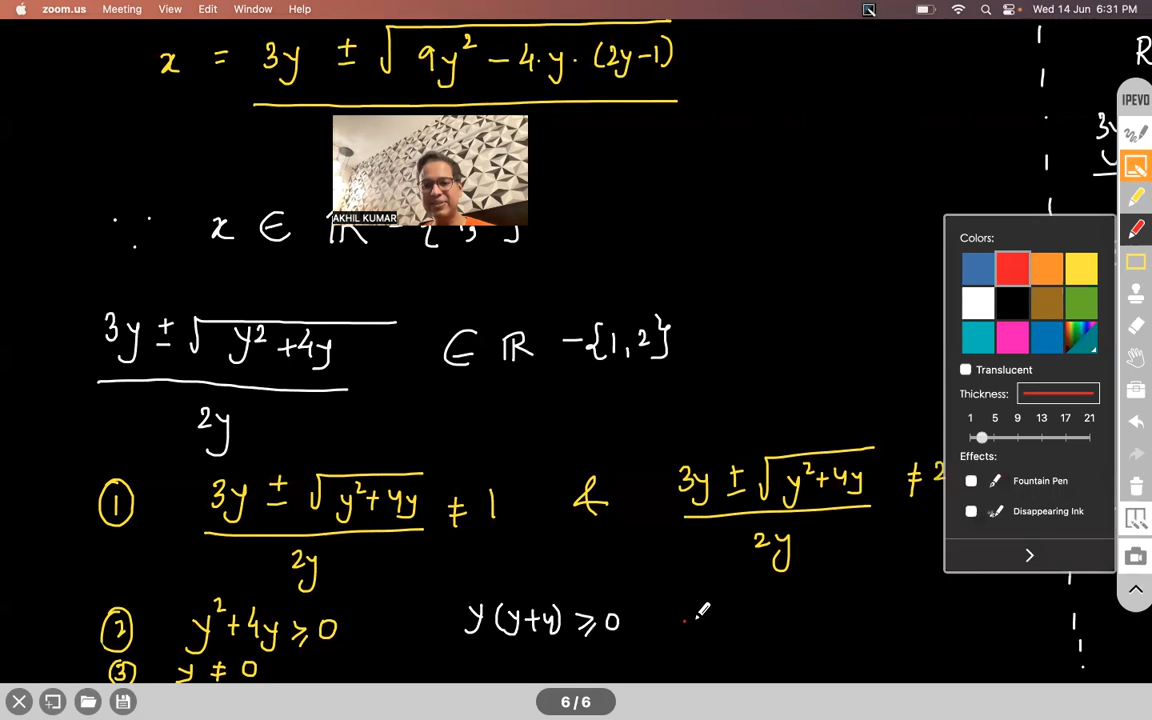 zoom.us Meeting View Edit Window Help Wed 14 Jun 6:31 PM
x = 3y ± √9y² – 4·y·(2y–1)
IPEVO
AKHIL KUMAR
∵ x ∈ ℝ –
3y ± √y² + 4y ∈ ℝ – {1, 2}
2y
① 3y ± √y² + 4y ≠ 1 & 3y ± √y² + 4y ≠ 2
2y 2y
② y² + 4y ≥ 0 y (y+4) ≥ 0
③ y ≠ 0
Colors:
Translucent
Thickness:
1 5 9 13 17 21
Effects:
Fountain Pen
Disappearing Ink
6/6